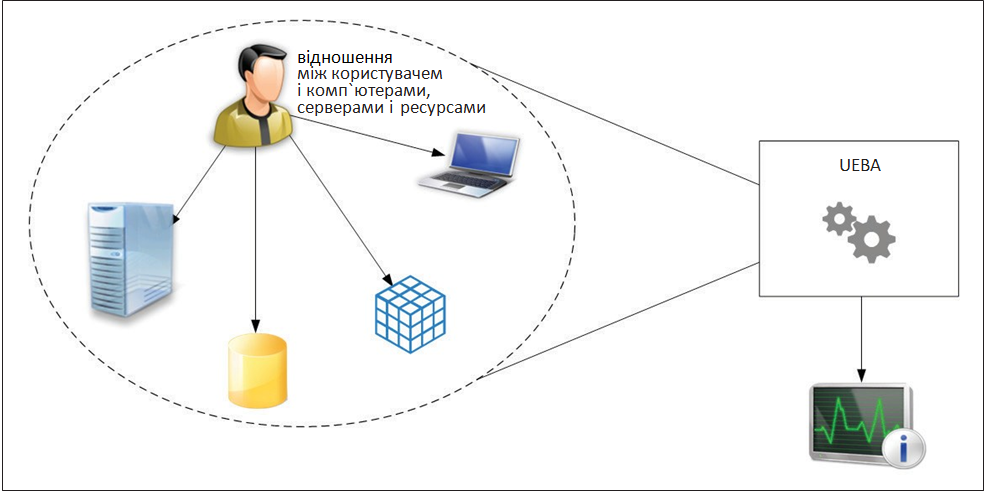 відношення
між користувачем
і комп`ютерами,
серверами і ресурсами
UEBA